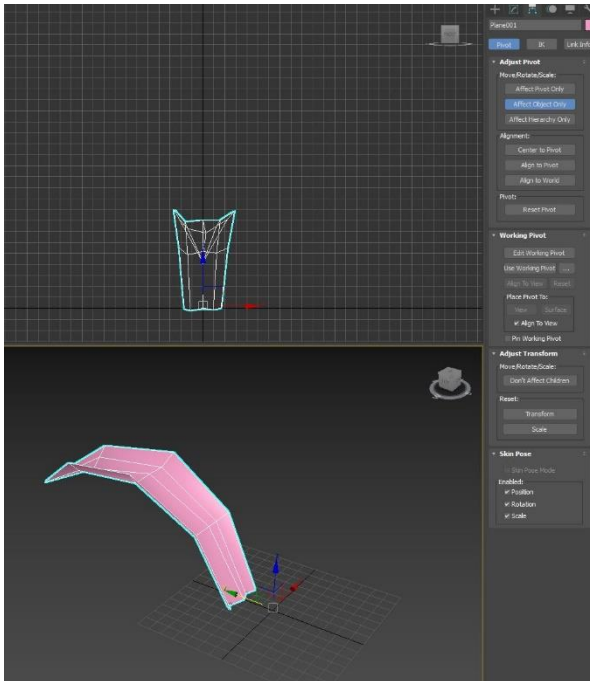 Plane001
Pivot IK Link Info
Adjust Pivot
Move/Rotate/Scale:
Affect Pivot Only
Affect Object Only
Affect Hierarchy Only
Alignment:
Center to Pivot
Align to Pivot
Align to World
Pivot:
Reset Pivot
Working Pivot
Edit Working Pivot
Use Working Pivot ...
Align To View Reset
Place Pivot To:
View Surface
Align To View
Pin Working Pivot
Adjust Transform
Move/Rotate/Scale:
Don't Affect Children
Reset:
Transform
Scale
Skin Pose
Skin Pose Mode
Enabled:
Position
Rotation
Scale